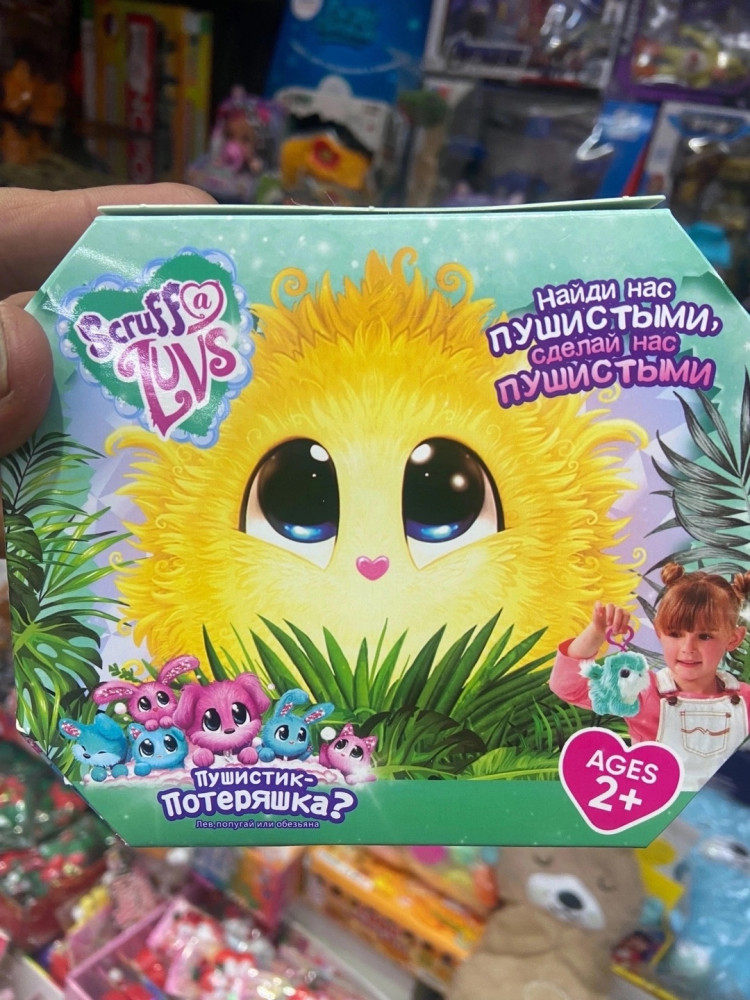 Scruff a
Luvs
Найди нас
пушистыми,
сделай нас
пушистыми
AGES
2+
Пушистик-
Потеряшка?
Лев,попугай или обезьяна